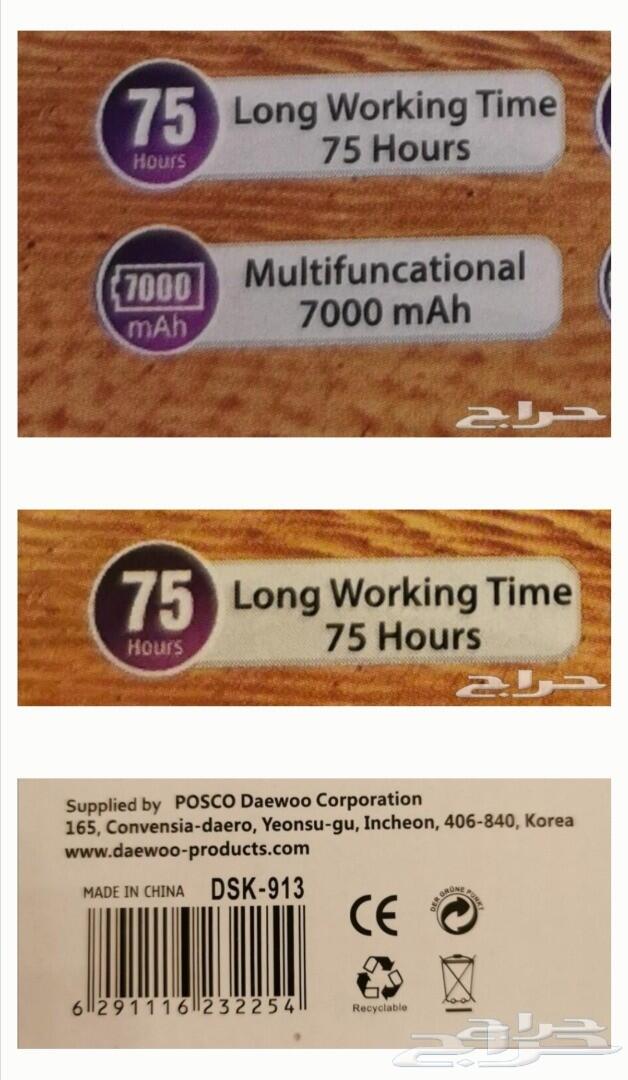 75
Hours
Long Working Time
75 Hours
7000
mAh
Multifuncational
7000 mAh
حراج
75
Hours
Long Working Time
75 Hours
حراج
Supplied by POSCO Daewoo Corporation
165, Convensia-daero, Yeonsu-gu, Incheon, 406-840, Korea
www.daewoo-products.com
MADE IN CHINA DSK-913
CE
DER GRÜNE PUNKT
6 291116 232254
Recyclable
حراج